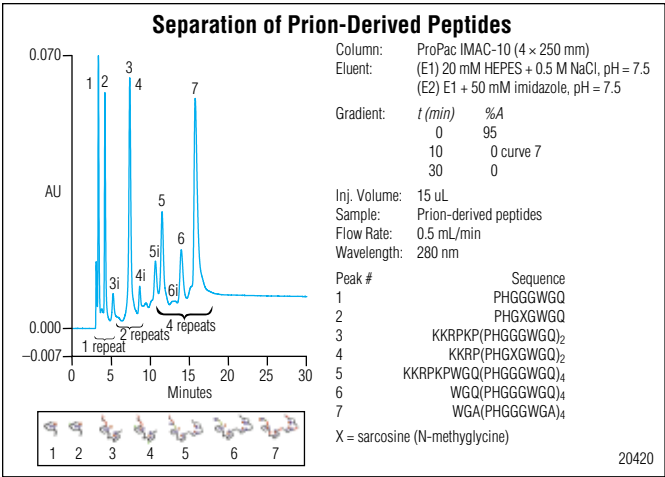 Separation of Prion-Derived Peptides
0.070
AU
0.000
–0.007
1
2
3
4
7
3i
4i
5i
5
6i
6
1 repeat
2 repeats
4 repeats
0 5 10 15 20 25 30
Minutes
1 2 3 4 5 6 7
Column: ProPac IMAC-10 (4 × 250 mm)
Eluent: (E1) 20 mM HEPES + 0.5 M NaCl, pH = 7.5
(E2) E1 + 50 mM imidazole, pH = 7.5
Gradient: t (min) %A
0 95
10 0 curve 7
30 0
Inj. Volume: 15 uL
Sample: Prion-derived peptides
Flow Rate: 0.5 mL/min
Wavelength: 280 nm
Peak # Sequence
1 PHGGGWGQ
2 PHGXGWGQ
3 KKRPKP(PHGGGWGQ)2
4 KKRP(PHGXGWGQ)2
5 KKRPKPWGQ(PHGGGWGQ)4
6 WGQ(PHGGGWGQ)4
7 WGA(PHGGGWGA)4
X = sarcosine (N-methyglycine)
20420